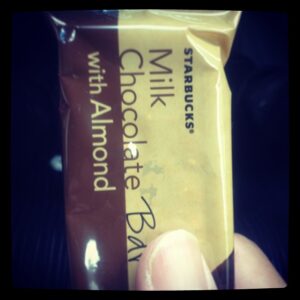 STARBUCKS®
Milk
Chocolate Bar
with Almond